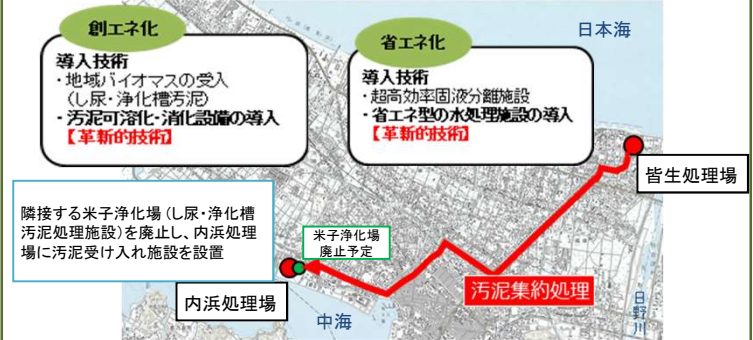 創エネ化
導入技術
・地域バイオマスの受入
（し尿・浄化槽汚泥）
・汚泥可溶化・消化設備の導入
【革新的技術】
省エネ化
導入技術
・超高効率固液分離施設
・省エネ型の水処理施設の導入
【革新的技術】
日本海
皆生処理場
隣接する米子浄化場（し尿・浄化槽
汚泥処理施設）を廃止し、内浜処理
場に汚泥受け入れ施設を設置
米子浄化場
廃止予定
汚泥集約処理
内浜処理場
中海
日野川